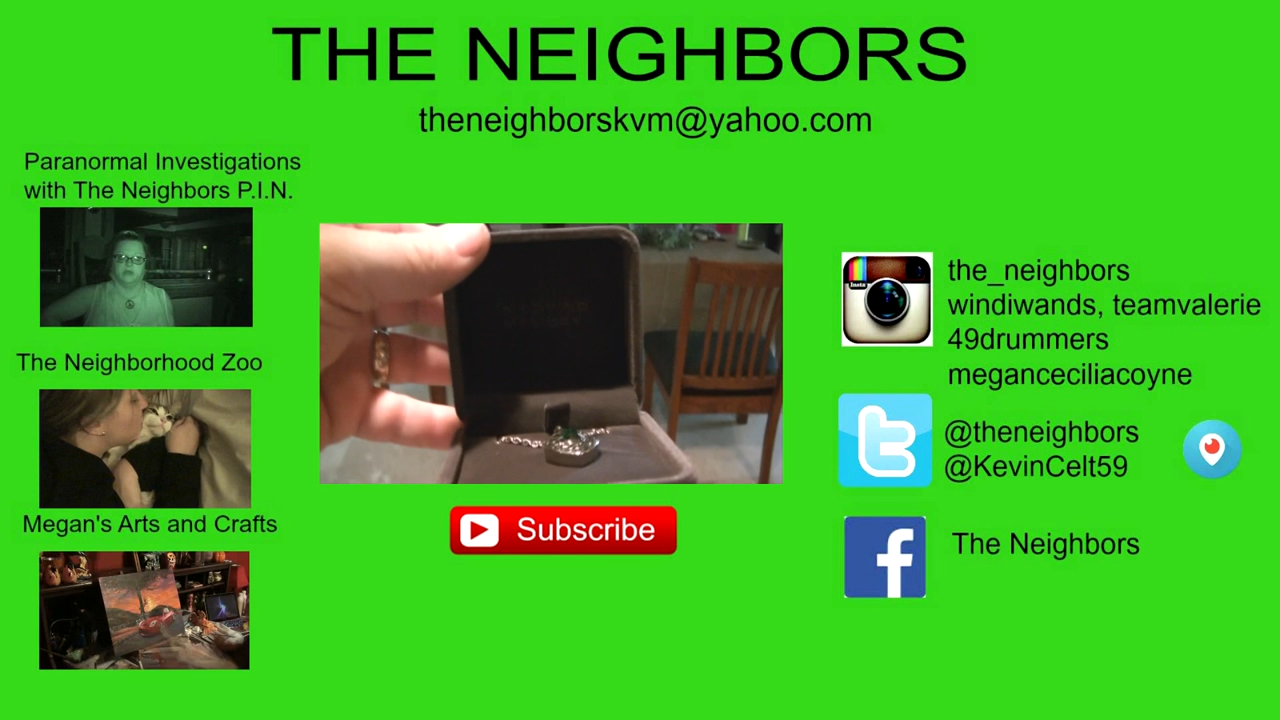 THE NEIGHBORS
theneighborskvm@yahoo.com
Paranormal Investigations
with The Neighbors P.I.N.
The Neighborhood Zoo
Megan's Arts and Crafts
Subscribe
Insta
the_neighbors
windiwands, teamvalerie
49drummers
meganceciliacoyne
@theneighbors
@KevinCelt59
The Neighbors